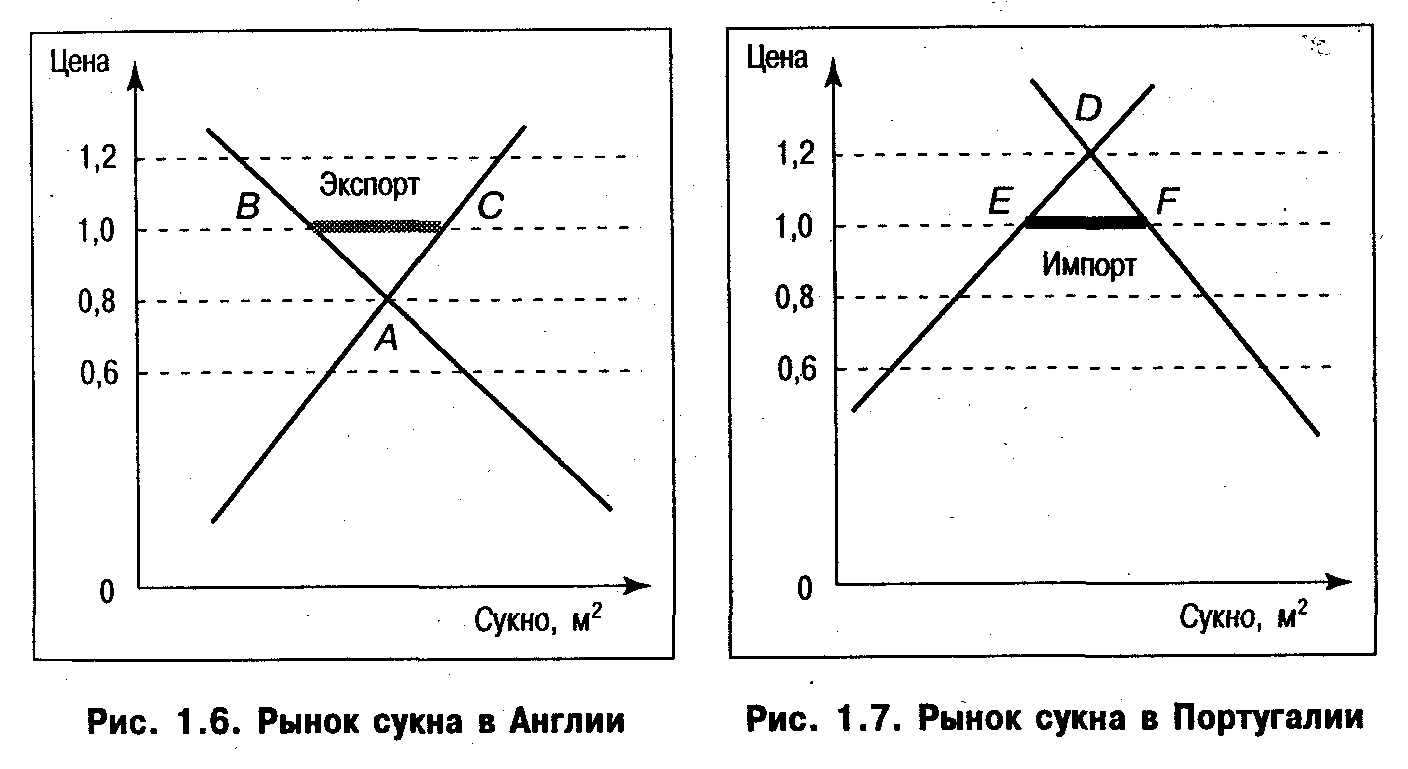 Цена
1,2
1,0
0,8
0,6
0
B
Экспорт
C
A
Сукно, м²
Рис. 1.6. Рынок сукна в Англии
Цена
1,2
1,0
0,8
0,6
0
D
E
F
Импорт
Сукно, м²
Рис. 1.7. Рынок сукна в Португалии